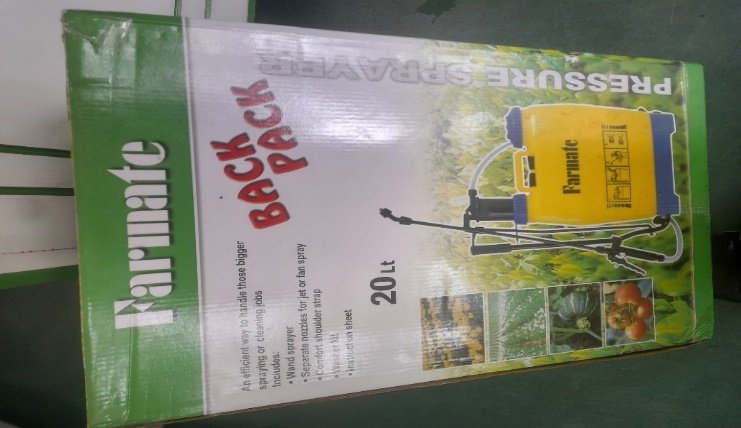 Farmate
BACK
PACK
PRESSURE SPRAYER
An efficient way to handle those bigger
spraying or cleaning jobs
Includes:
• Wand sprayer
• Separate nozzles for jet or fan spray
• Comfort shoulder strap
• Washer kit
• Instruction sheet
20Lt
Farmate